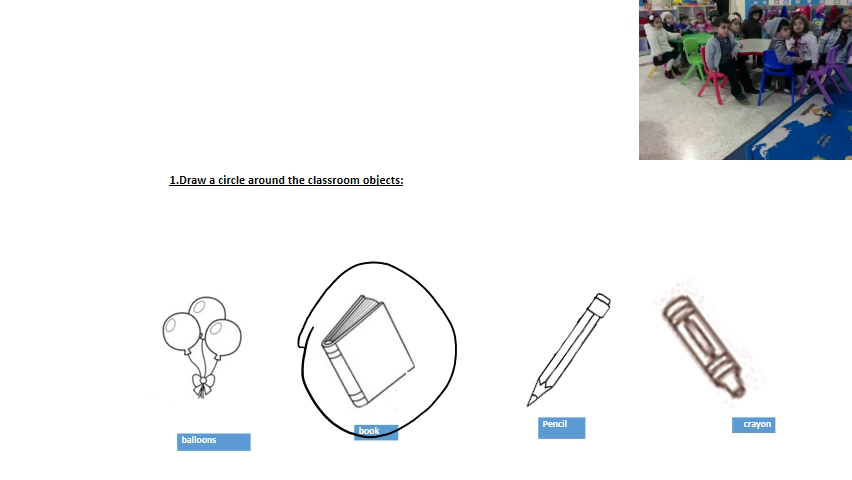 1.Draw a circle around the classroom objects:
balloons
book
Pencil
crayon